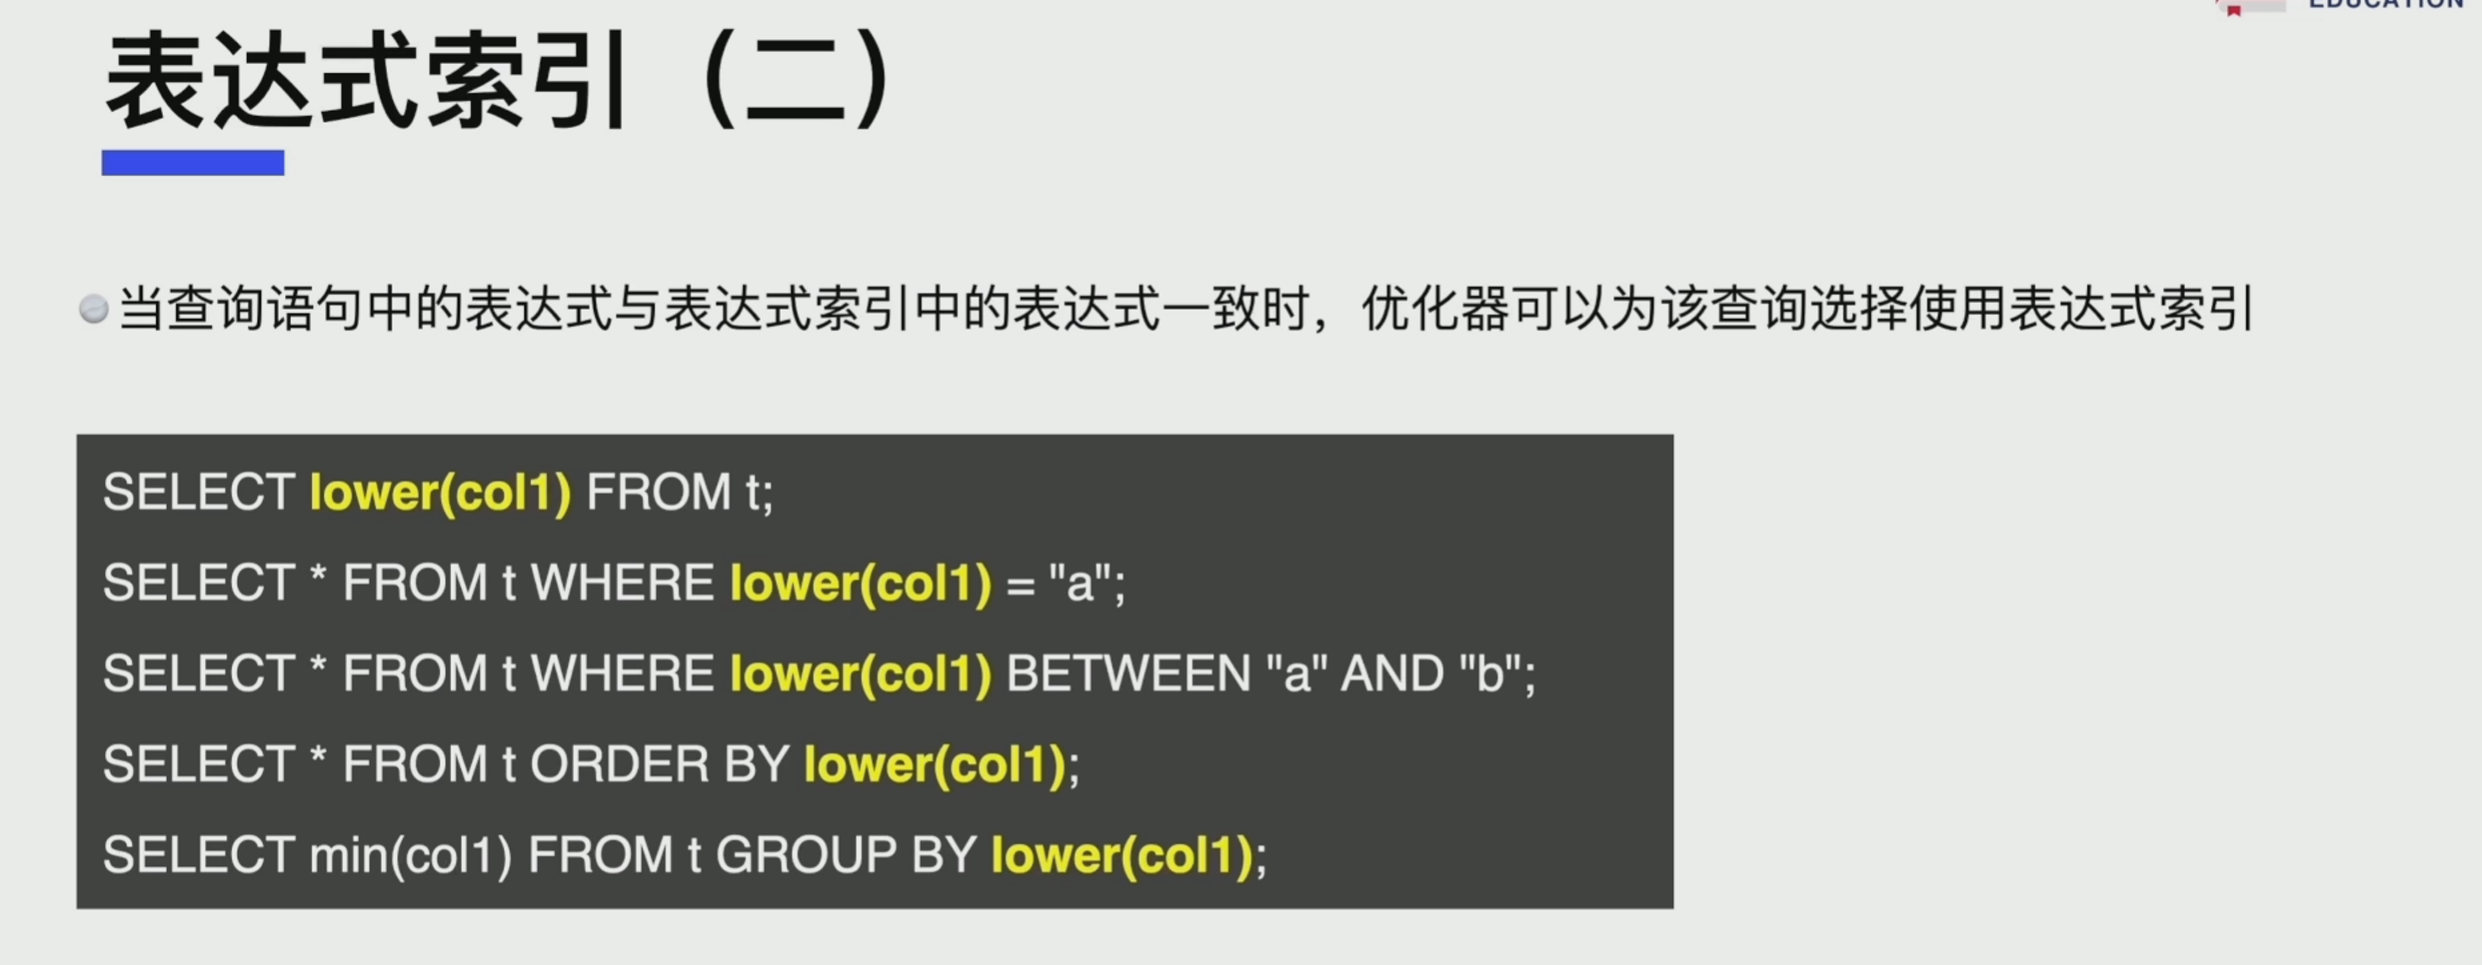 EDUCATION
表达式索引（二）
当查询语句中的表达式与表达式索引中的表达式一致时，优化器可以为该查询选择使用表达式索引
SELECT lower(col1) FROM t;
SELECT * FROM t WHERE lower(col1) = "a";
SELECT * FROM t WHERE lower(col1) BETWEEN "a" AND "b";
SELECT * FROM t ORDER BY lower(col1);
SELECT min(col1) FROM t GROUP BY lower(col1);